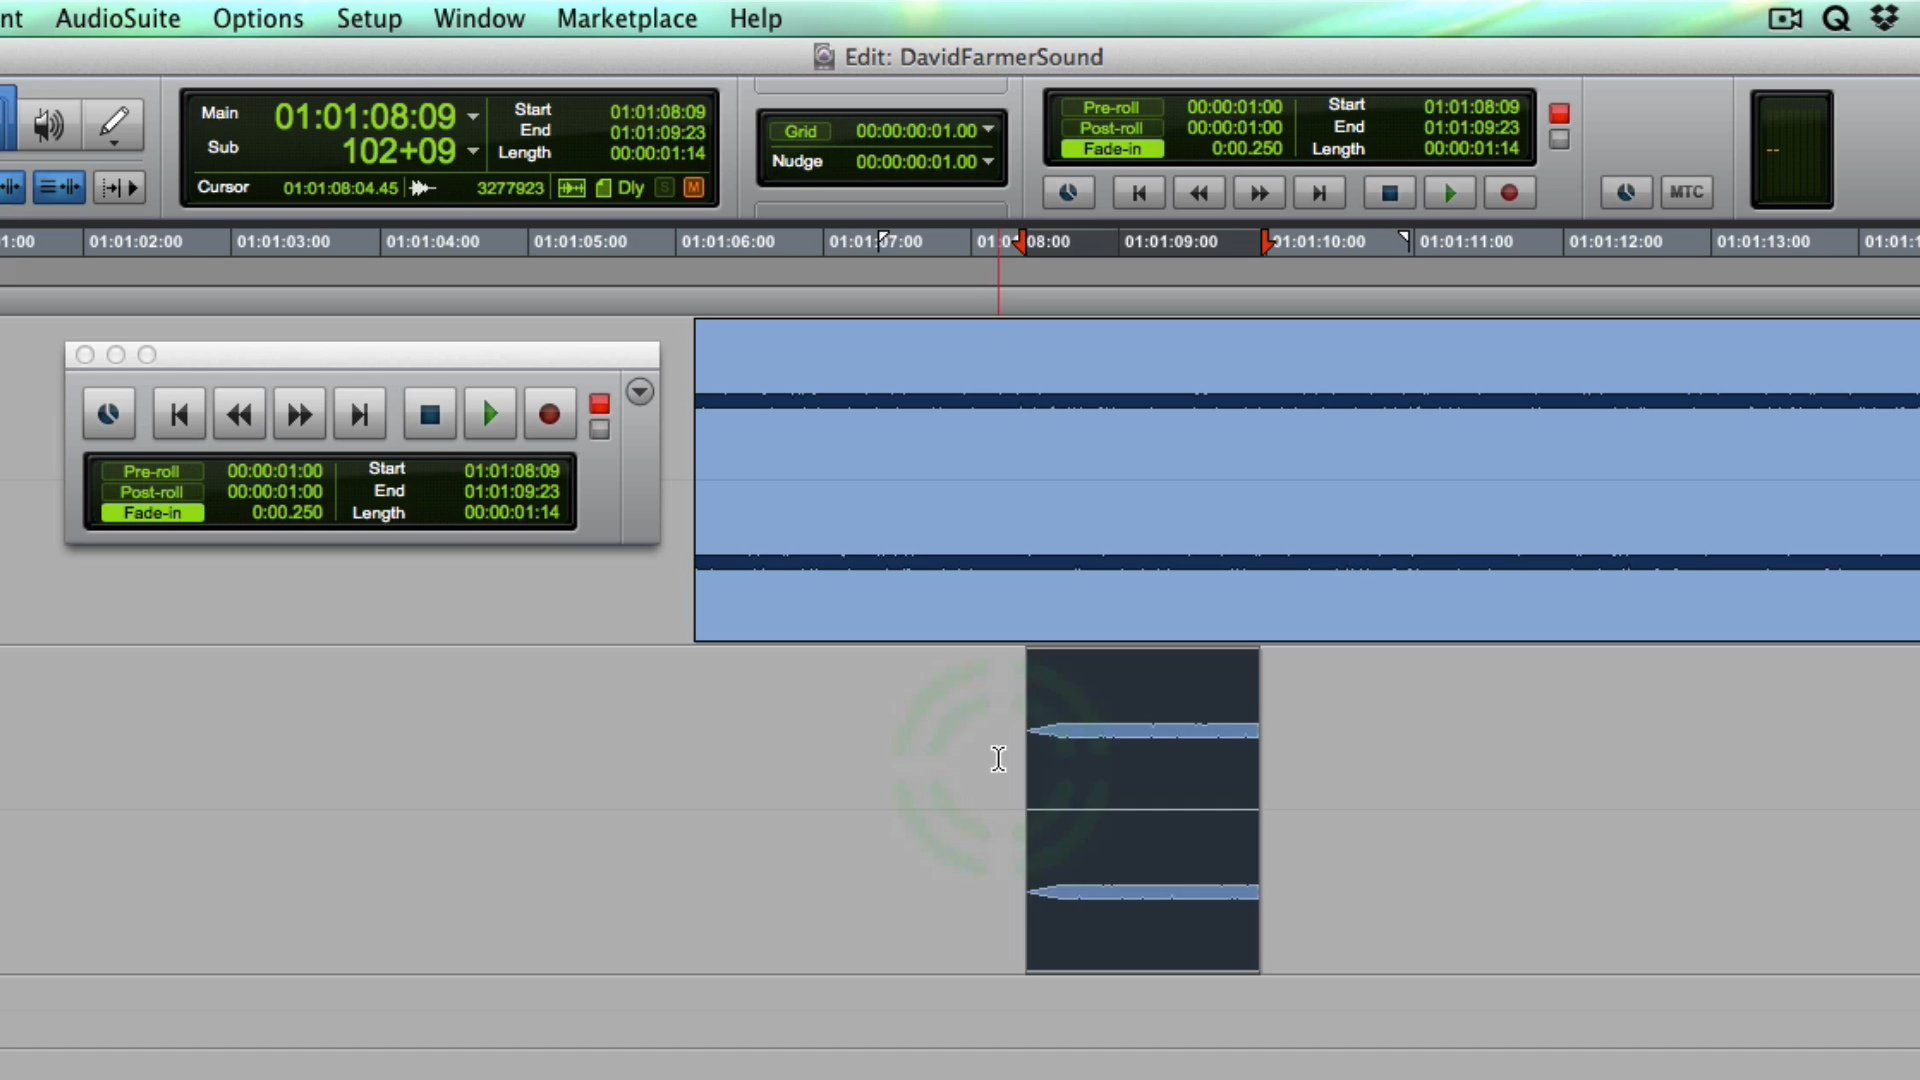 nt AudioSuite Options Setup Window Marketplace Help
Edit: DavidFarmerSound
Main 01:01:08:09
Sub 102+09
Start 01:01:08:09
End 01:01:09:23
Length 00:00:01:14
Cursor 01:01:08:04.45 3277923 Dly S M
Grid 00:00:00:01.00
Nudge 00:00:00:01.00
Pre-roll 00:00:01:00 Start 01:01:08:09
Post-roll 00:00:01:00 End 01:01:09:23
Fade-in 0:00.250 Length 00:00:01:14
MTC
--
1:00 01:01:02:00 01:01:03:00 01:01:04:00 01:01:05:00 01:01:06:00 01:01:07:00 01:01:08:00 01:01:09:00 01:01:10:00 01:01:11:00 01:01:12:00 01:01:13:00 01:01:1
Pre-roll 00:00:01:00 Start 01:01:08:09
Post-roll 00:00:01:00 End 01:01:09:23
Fade-in 0:00.250 Length 00:00:01:14